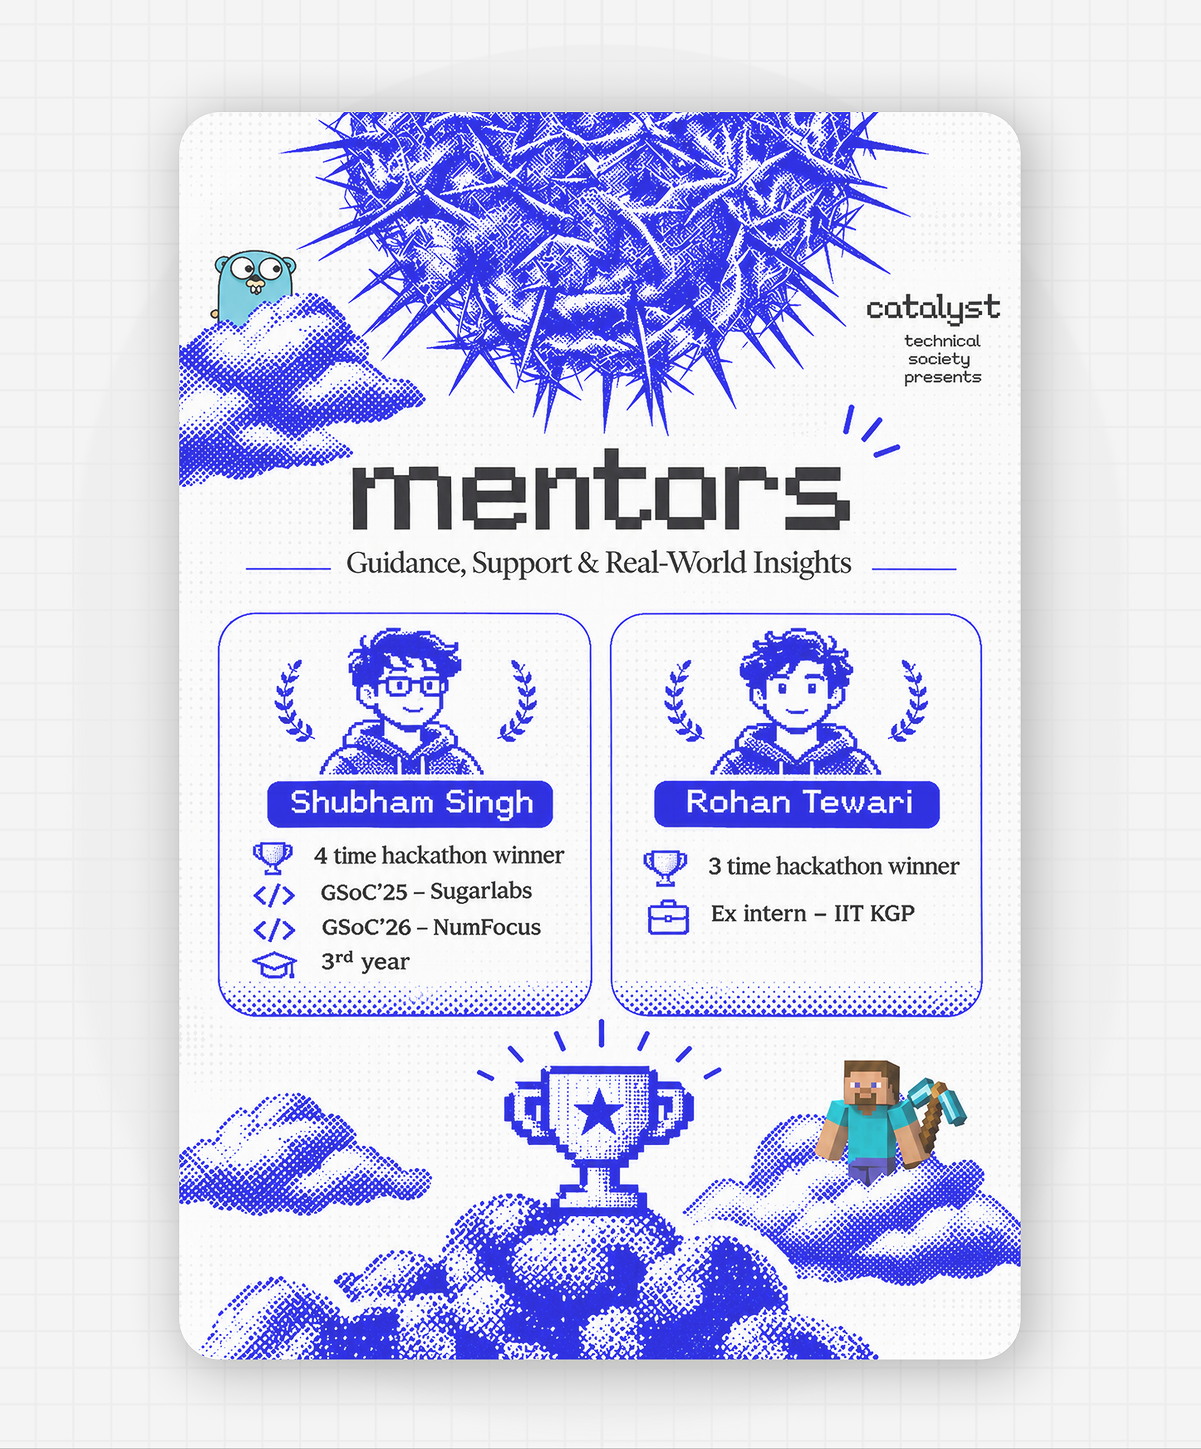 catalyst
technical
society
presents
mentors
Guidance, Support & Real-World Insights
Shubham Singh
4 time hackathon winner
GSoC’25 – Sugarlabs
GSoC’26 – NumFocus
3rd year
Rohan Tewari
3 time hackathon winner
Ex intern – IIT KGP